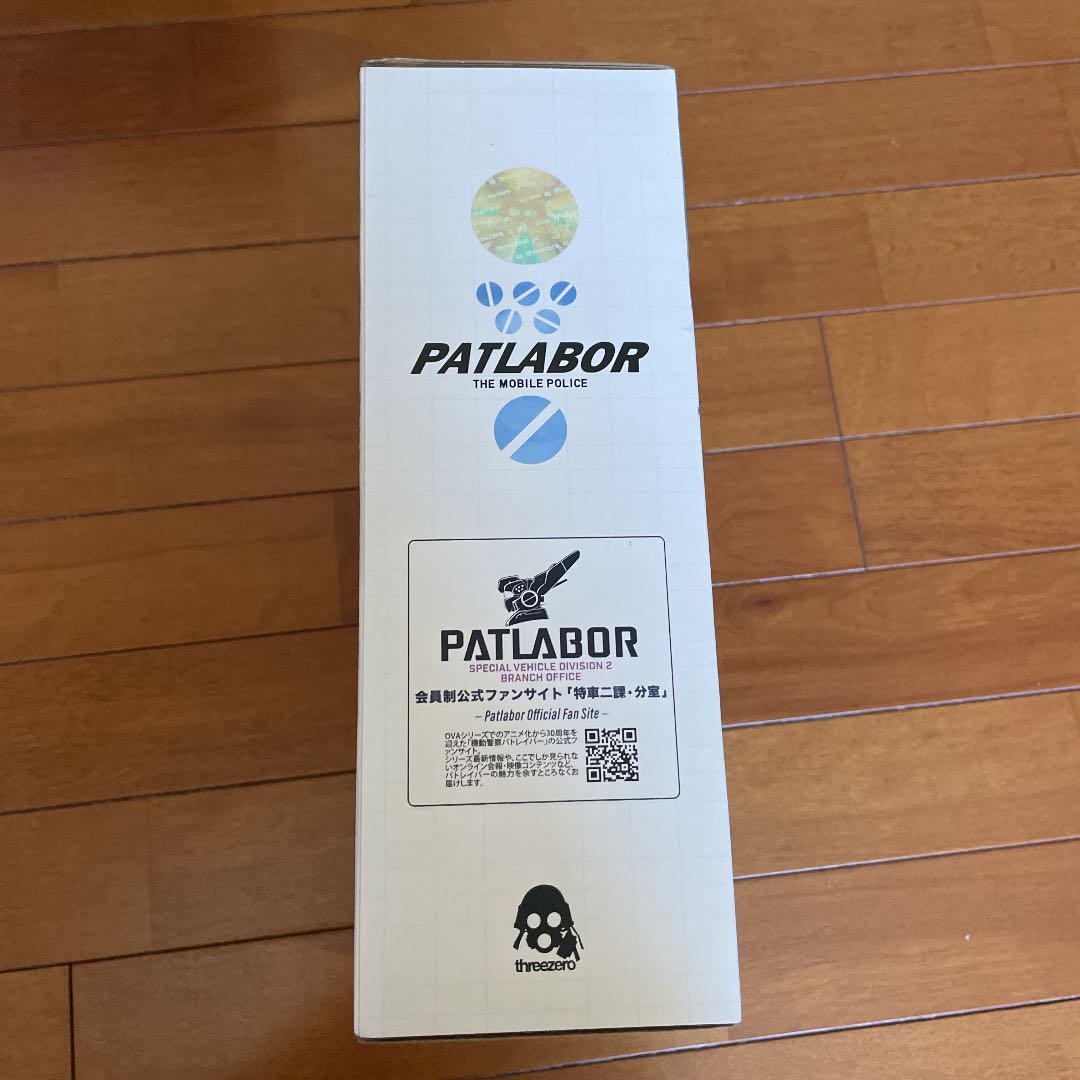 threezero
threezero
PATLABOR
THE MOBILE POLICE
PATLABOR
SPECIAL VEHICLE DIVISION 2
BRANCH OFFICE
会員制公式ファンサイト「特車二課・分室」
– Patlabor Official Fan Site –
OVAシリーズでのアニメ化から30周年を
迎えた「機動警察パトレイバー」の公式フ
ァンサイト。
シリーズ最新情報や、ここでしか見られな
いオンライン会報・映像コンテンツなど、
パトレイバーの魅力を余すところなくお
届けします。
threezero